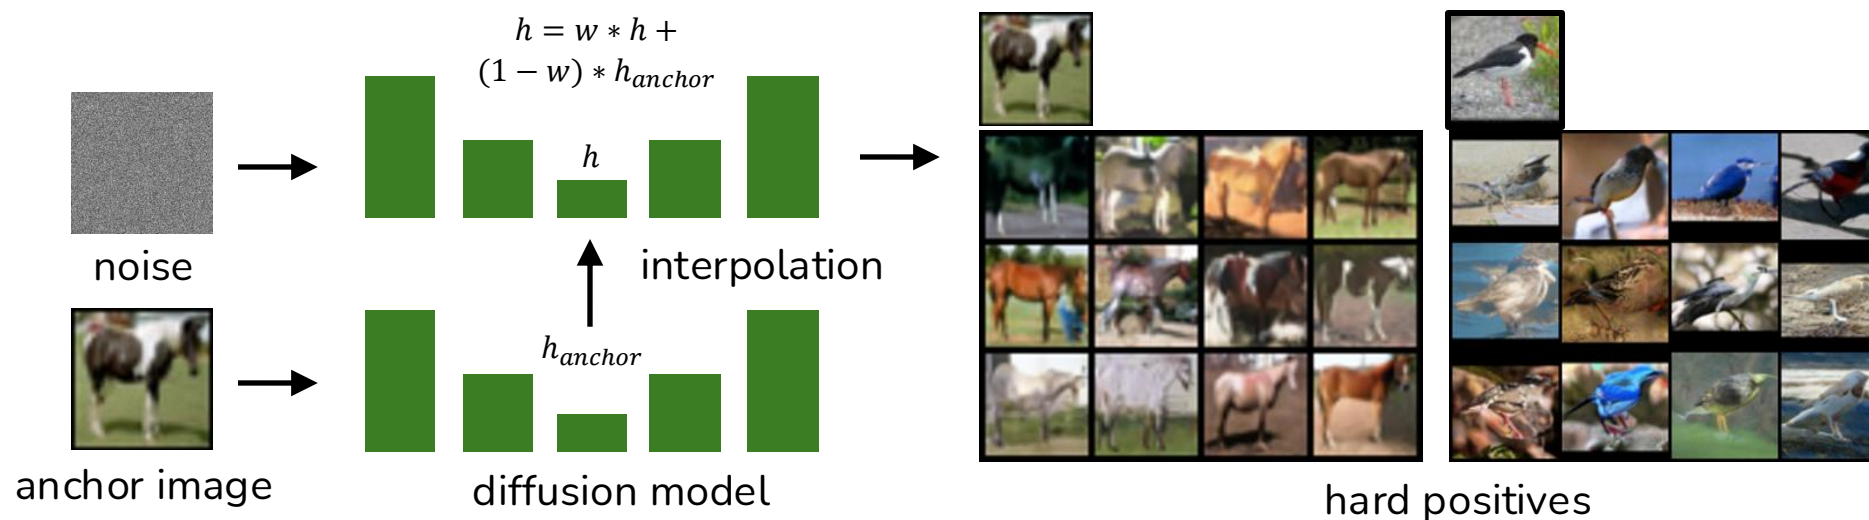 h = w ∗ h +
(1 − w) ∗ h_anchor
h
noise
interpolation
h_anchor
anchor image
diffusion model
hard positives